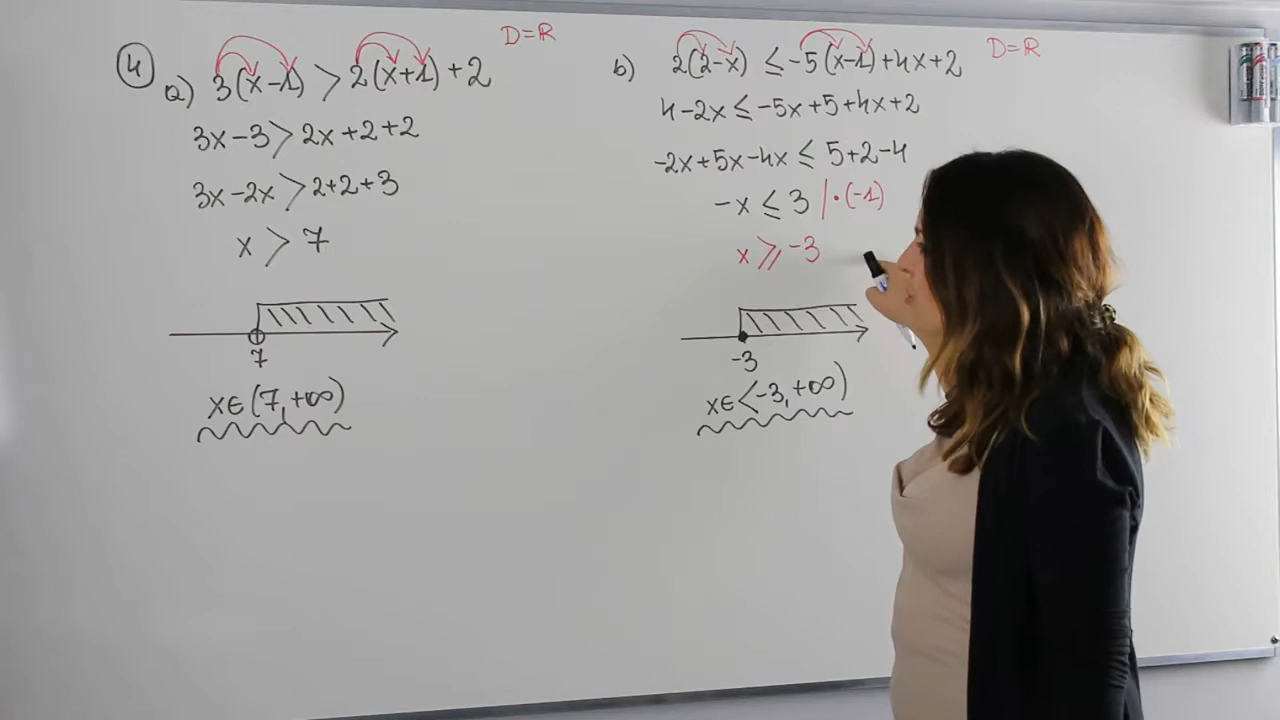 4
a) 3(x-1) > 2(x+1)+2 D=ℝ
3x-3 > 2x+2+2
3x-2x > 2+2+3
x > 7
7
x∈(7,+∞)
b) 2(2-x) ≤ -5(x-1)+4x+2 D=ℝ
4-2x ≤ -5x+5+4x+2
-2x+5x-4x ≤ 5+2-4
-x ≤ 3 /·(-1)
x ⩾ -3
-3
x∈<-3,+∞)